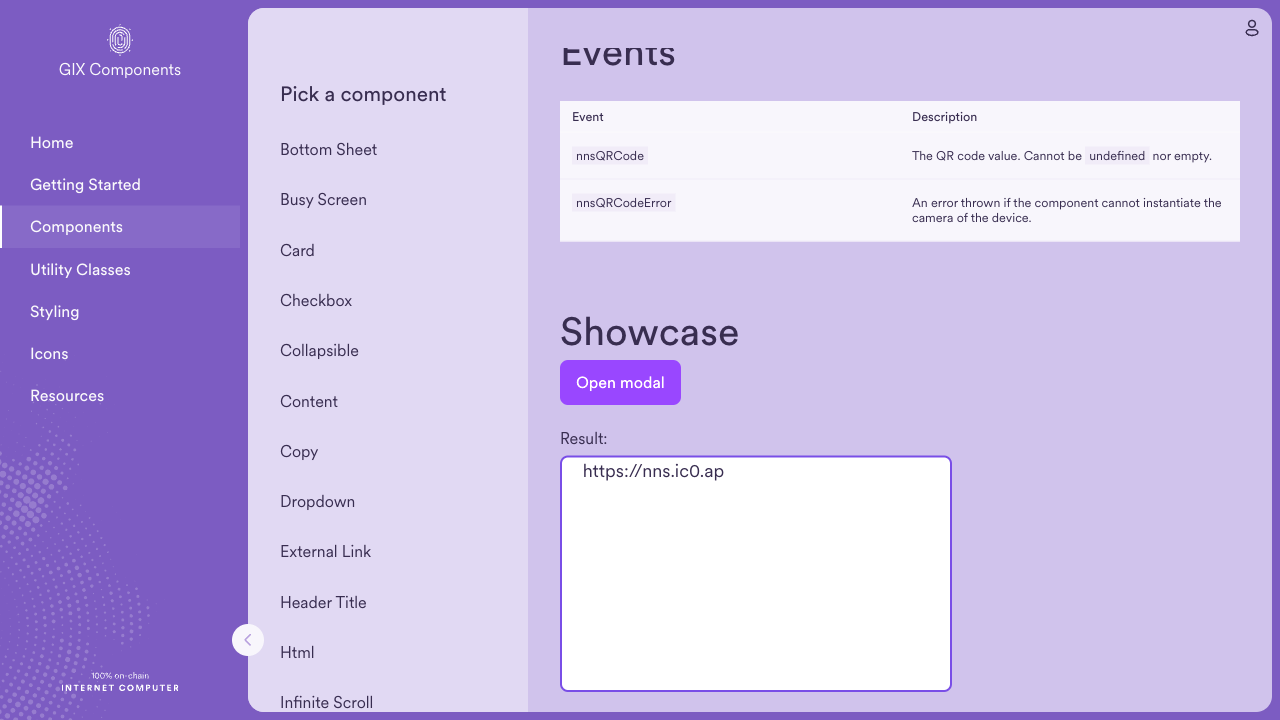 GIX Components
Home
Getting Started
Components
Utility Classes
Styling
Icons
Resources
100% on-chain
INTERNET COMPUTER
Pick a component
Bottom Sheet
Busy Screen
Card
Checkbox
Collapsible
Content
Copy
Dropdown
External Link
Header Title
Html
Infinite Scroll
Events
Event Description
nnsQRCode The QR code value. Cannot be undefined nor empty.
nnsQRCodeError An error thrown if the component cannot instantiate the
camera of the device.
Showcase
Open modal
Result:
https://nns.ic0.ap